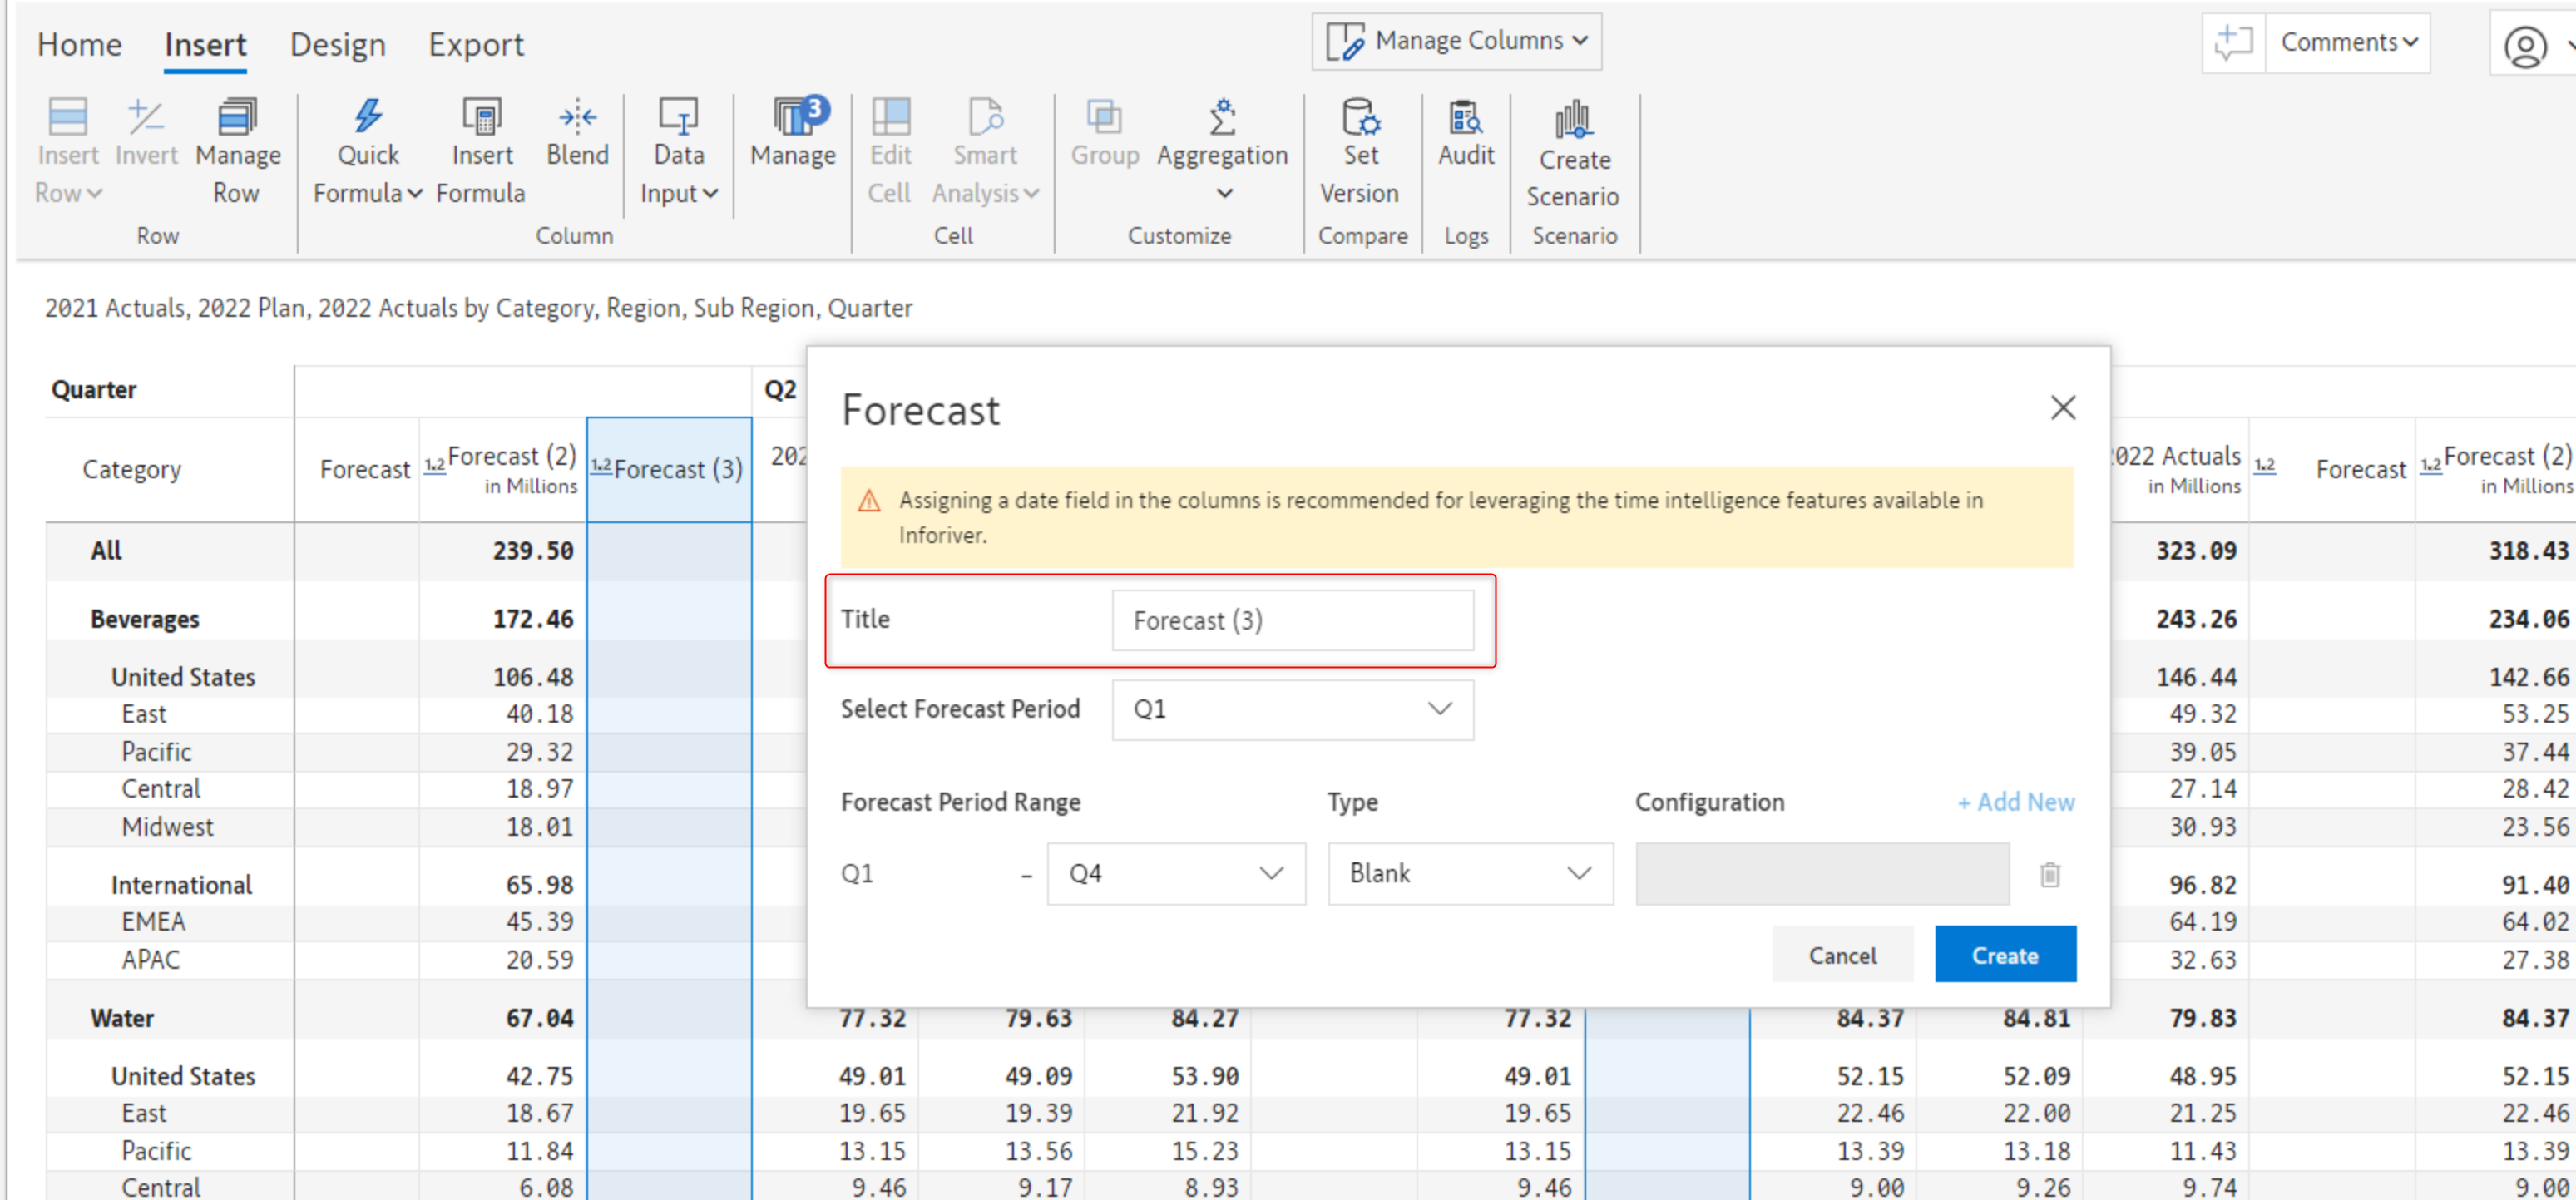 Home Insert Design Export Manage Columns Comments
3
Insert Invert Manage Quick Insert Blend Data Manage Edit Smart Group Aggregation Set Audit Create
Row Row Formula Formula Input Cell Analysis Version Scenario
Row Column Cell Customize Compare Logs Scenario
2021 Actuals, 2022 Plan, 2022 Actuals by Category, Region, Sub Region, Quarter
Quarter Q2
Category Forecast 1.2 Forecast (2) 1.2 Forecast (3) 202 022 Actuals 1.2 Forecast 1.2 Forecast (2)
in Millions in Millions in Millions
Forecast
Assigning a date field in the columns is recommended for leveraging the time intelligence features available in
Inforiver.
Title Forecast (3)
Select Forecast Period Q1
Forecast Period Range Type Configuration + Add New
Q1 – Q4 Blank
Cancel Create
All 239.50 323.09 318.43
Beverages 172.46 243.26 234.06
United States 106.48 146.44 142.66
East 40.18 49.32 53.25
Pacific 29.32 39.05 37.44
Central 18.97 27.14 28.42
Midwest 18.01 30.93 23.56
International 65.98 96.82 91.40
EMEA 45.39 64.19 64.02
APAC 20.59 32.63 27.38
Water 67.04 77.32 79.63 84.27 77.32 84.37 84.81 79.83 84.37
United States 42.75 49.01 49.09 53.90 49.01 52.15 52.09 48.95 52.15
East 18.67 19.65 19.39 21.92 19.65 22.46 22.00 21.25 22.46
Pacific 11.84 13.15 13.56 15.23 13.15 13.39 13.18 11.43 13.39
Central 6.08 9.46 9.17 8.93 9.46 9.00 9.26 9.74 9.00